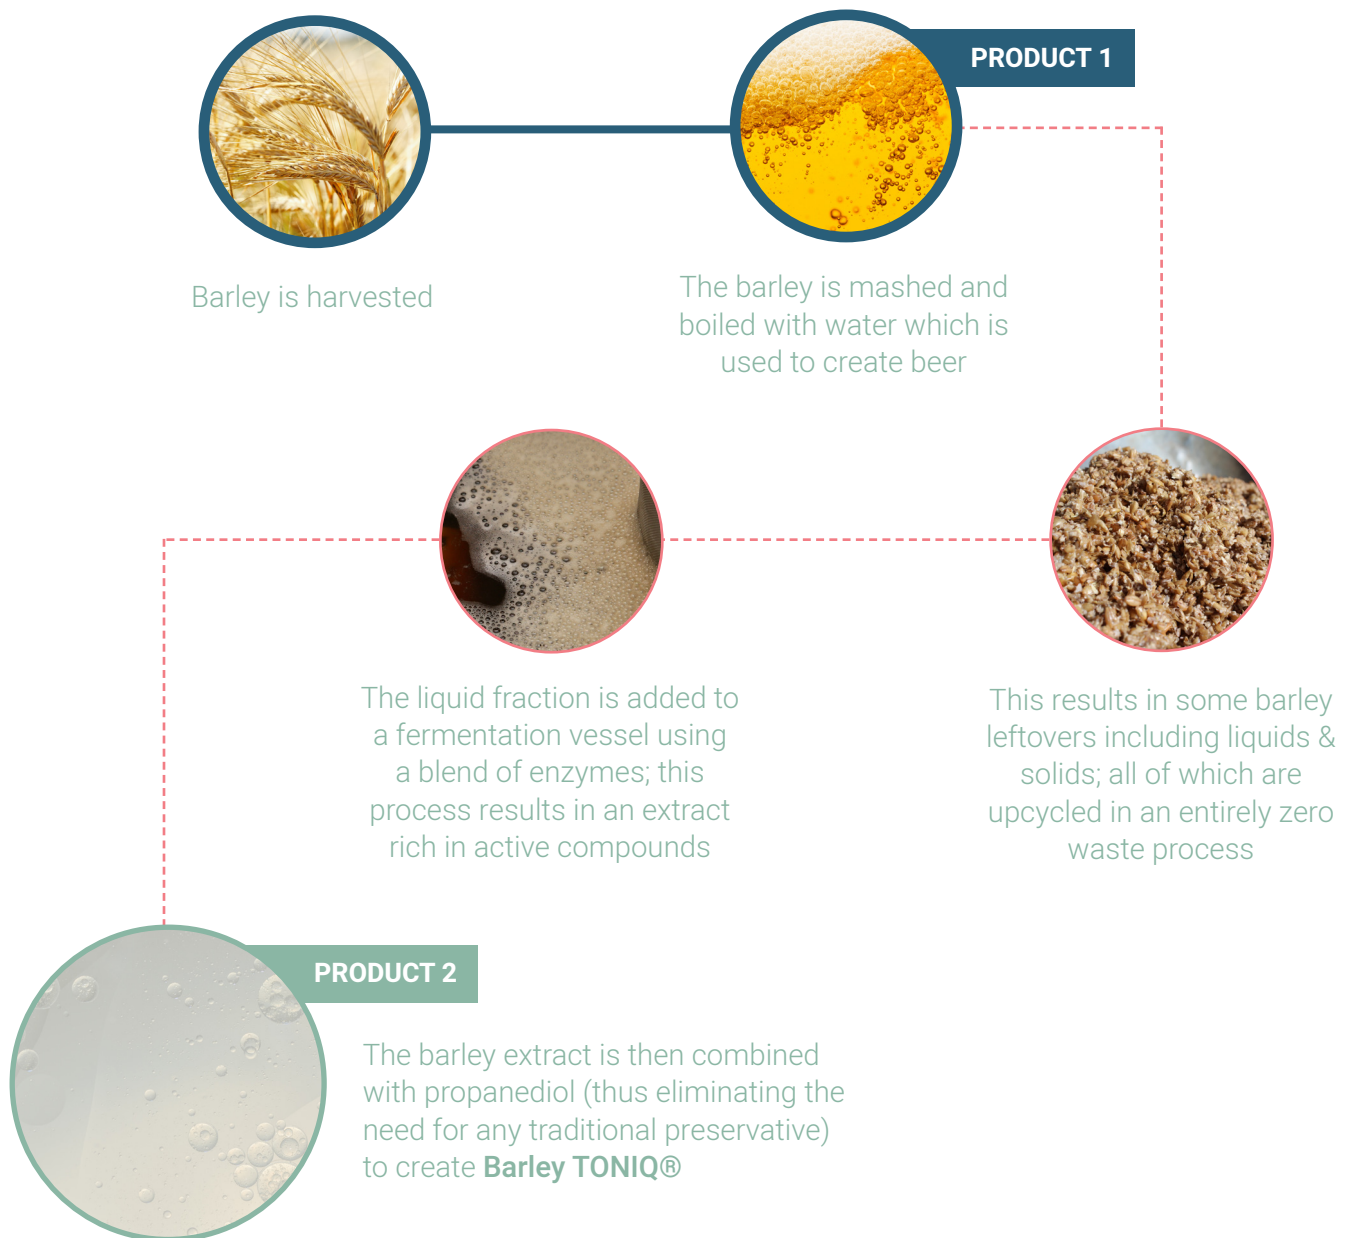 PRODUCT 1
Barley is harvested
The barley is mashed and
boiled with water which is
used to create beer
This results in some barley
leftovers including liquids &
solids; all of which are
upcycled in an entirely zero
waste process
The liquid fraction is added to
a fermentation vessel using
a blend of enzymes; this
process results in an extract
rich in active compounds
PRODUCT 2
The barley extract is then combined
with propanediol (thus eliminating the
need for any traditional preservative)
to create Barley TONIQ®